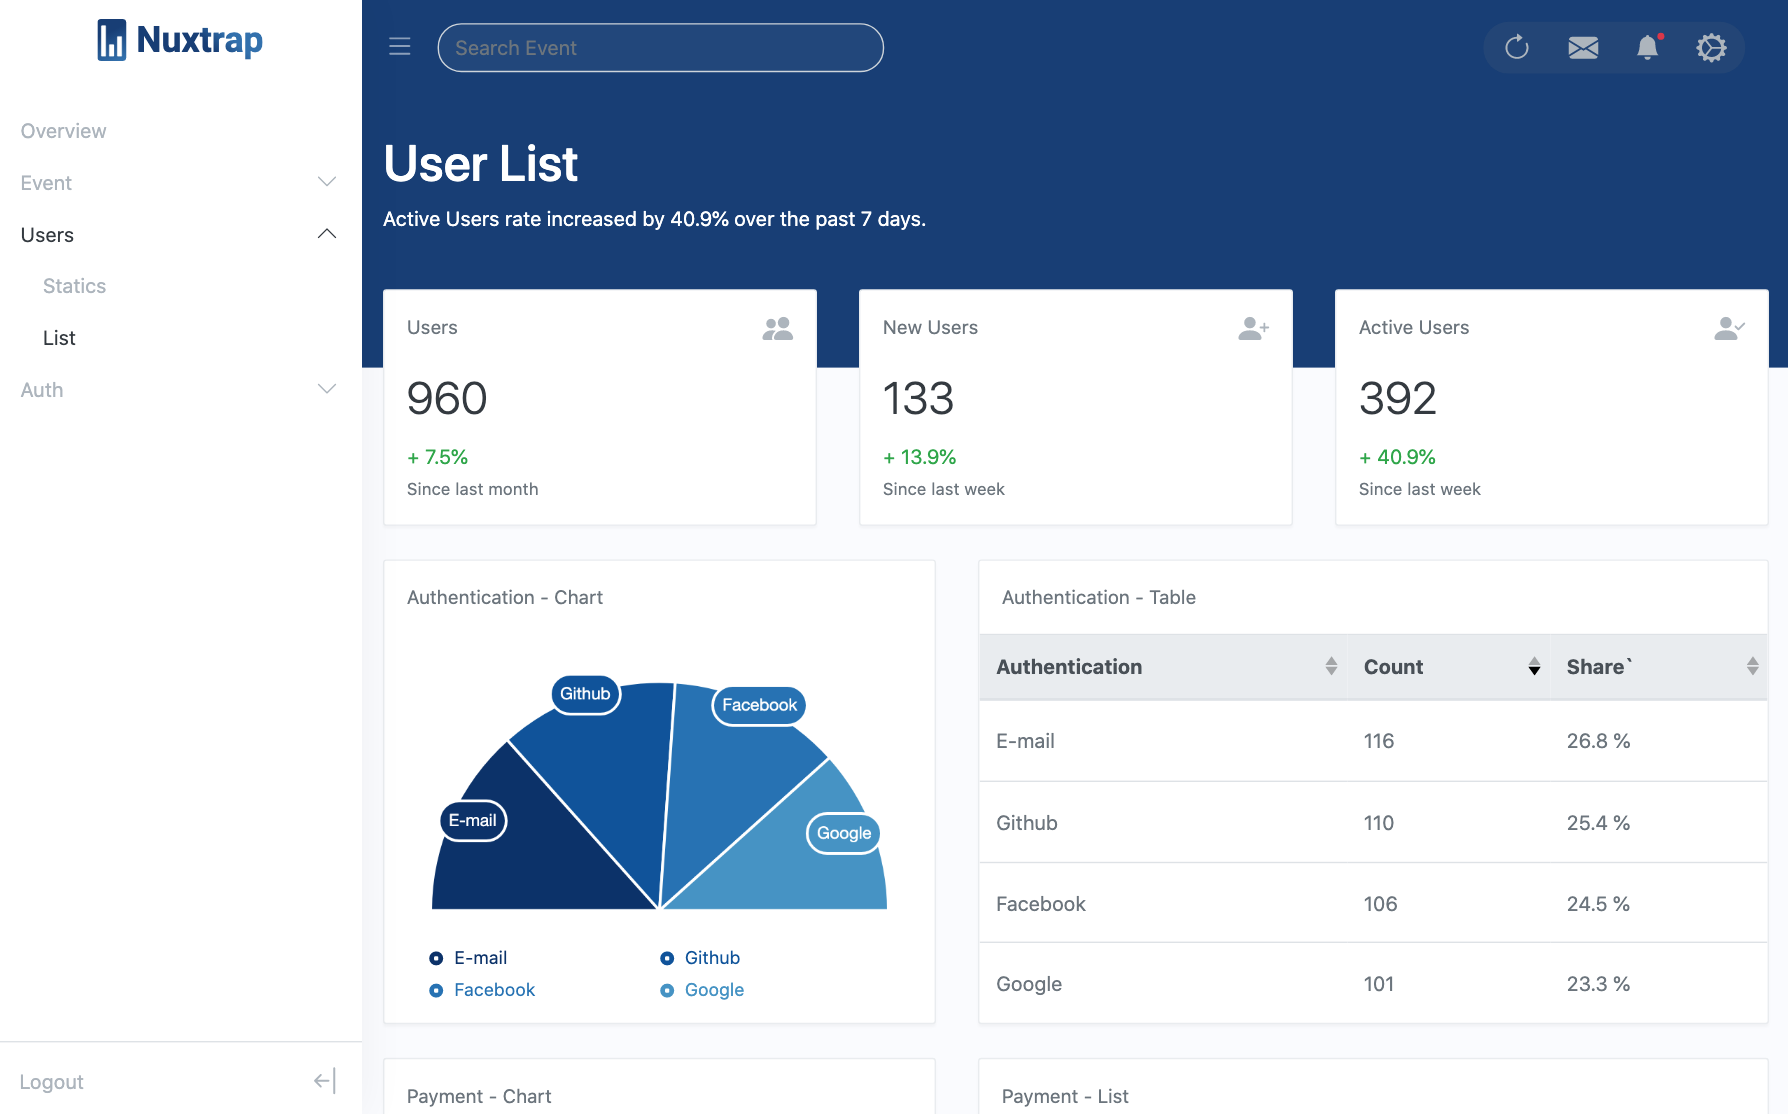 Nuxtrap
Search Event
Overview
Event
Users
Statics
List
Auth
Logout
User List
Active Users rate increased by 40.9% over the past 7 days.
Users
960
+ 7.5%
Since last month
New Users
133
+ 13.9%
Since last week
Active Users
392
+ 40.9%
Since last week
Authentication - Chart
Github
Facebook
E-mail
Google
E-mail Github
Facebook Google
Authentication - Table
Authentication Count Share`
E-mail 116 26.8 %
Github 110 25.4 %
Facebook 106 24.5 %
Google 101 23.3 %
Payment - Chart
Payment - List